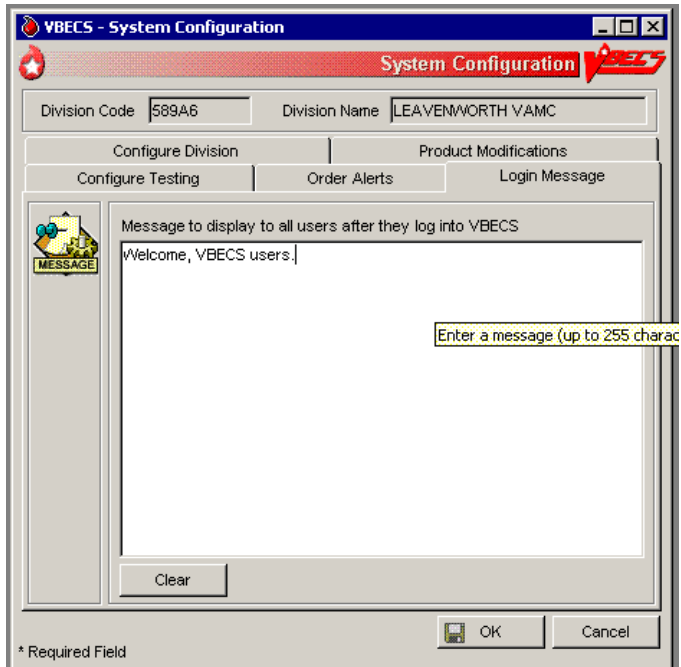 VBECS - System Configuration
System Configuration VBECS
Division Code 589A6 Division Name LEAVENWORTH VAMC
Configure Division Product Modifications
Configure Testing Order Alerts Login Message
Message to display to all users after they log into VBECS
MESSAGE
Welcome, VBECS users.
Enter a message (up to 255 charac
Clear
OK Cancel
* Required Field